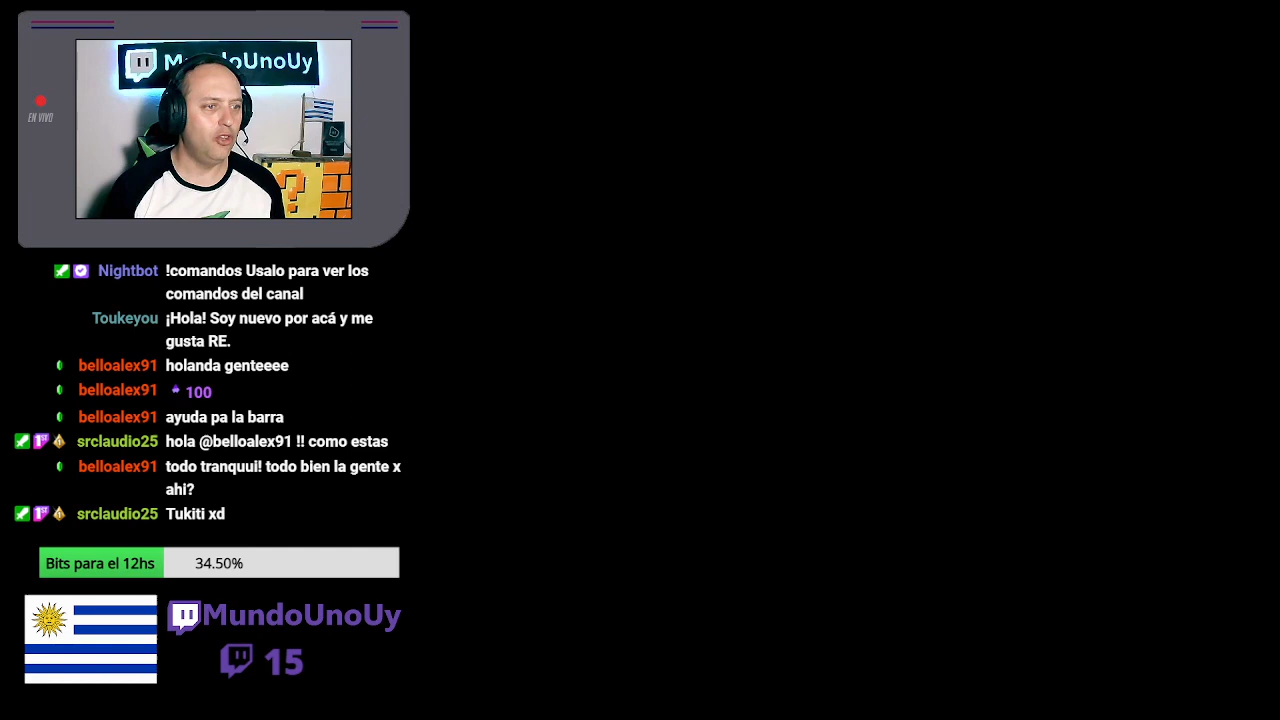 MundoUnoUy
EN VIVO
Nightbot !comandos Usalo para ver los
comandos del canal
Toukeyou ¡Hola! Soy nuevo por acá y me
gusta RE.
belloalex91 holanda genteeee
belloalex91 100
belloalex91 ayuda pa la barra
srclaudio25 hola @belloalex91 !! como estas
belloalex91 todo tranquui! todo bien la gente x
ahi?
srclaudio25 Tukiti xd
Bits para el 12hs 34.50%
MundoUnoUy
15